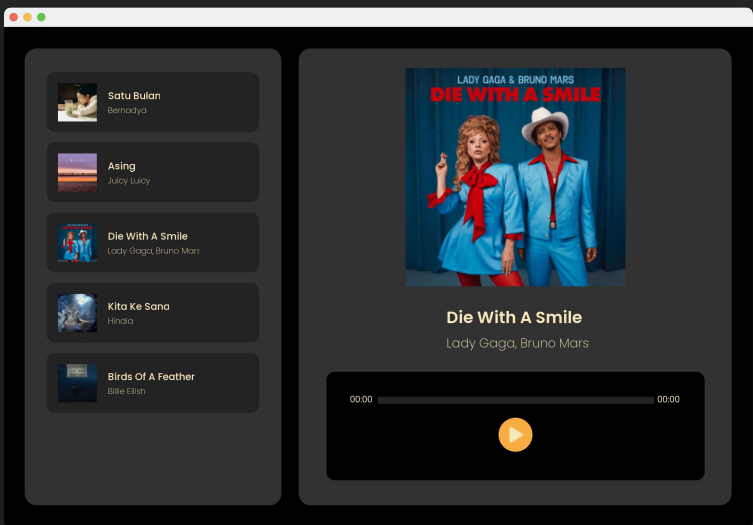 Satu Bulan
Bernadya
Asing
Juicy Luicy
Die With A Smile
Lady Gaga, Bruno Mars
Kita Ke Sana
Hindia
Birds Of A Feather
Billie Eilish
LADY GAGA & BRUNO MARS
DIE WITH A SMILE
Die With A Smile
Lady Gaga, Bruno Mars
00:00
00:00